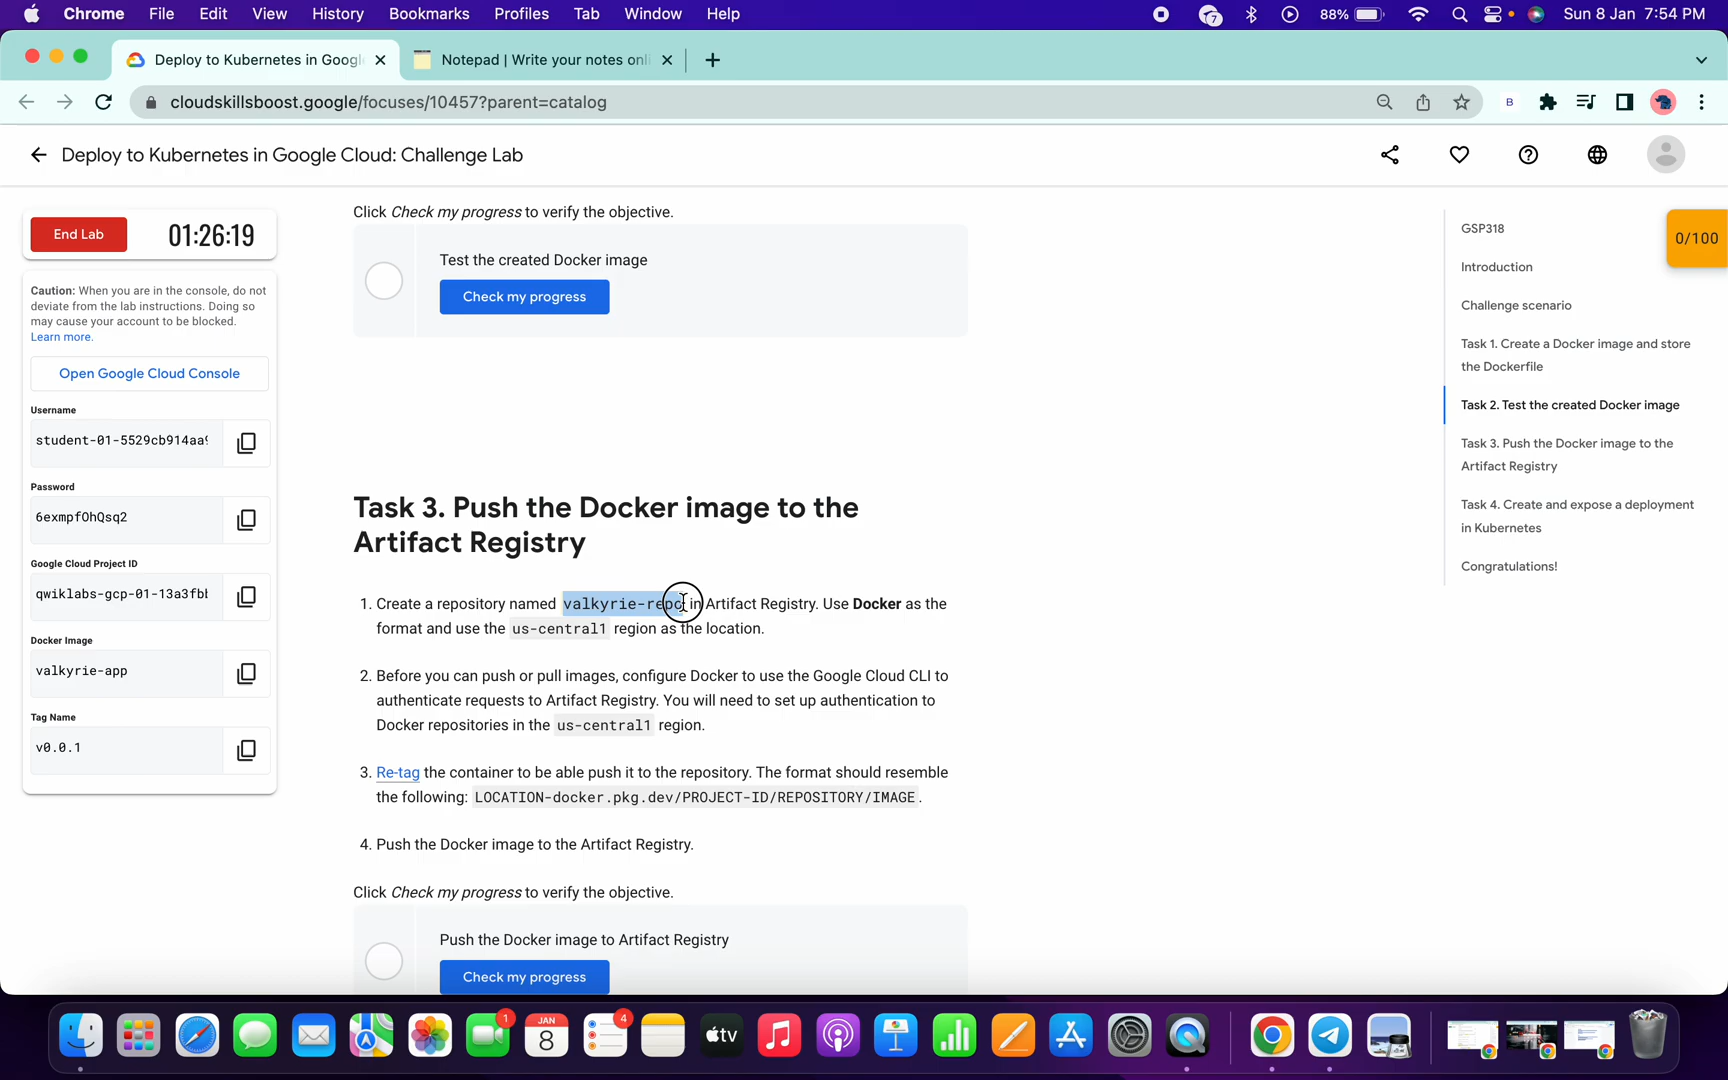 Chrome File Edit View History Bookmarks Profiles Tab Window Help
7 88% Sun 8 Jan 7:54 PM
Deploy to Kubernetes in Googl
Notepad | Write your notes onl
cloudskillsboost.google/focuses/10457?parent=catalog
B
Deploy to Kubernetes in Google Cloud: Challenge Lab
End Lab
01:26:19
Caution: When you are in the console, do not
deviate from the lab instructions. Doing so
may cause your account to be blocked.
Learn more.
Open Google Cloud Console
Username
student-01-5529cb914aa9
Password
6exmpfOhQsq2
Google Cloud Project ID
qwiklabs-gcp-01-13a3fbb
Docker Image
valkyrie-app
Tag Name
v0.0.1
Click Check my progress to verify the objective.
Test the created Docker image
Check my progress
Task 3. Push the Docker image to the
Artifact Registry
1. Create a repository named valkyrie-repo in Artifact Registry. Use Docker as the
format and use the us-central1 region as the location.
2. Before you can push or pull images, configure Docker to use the Google Cloud CLI to
authenticate requests to Artifact Registry. You will need to set up authentication to
Docker repositories in the us-central1 region.
3. Re-tag the container to be able push it to the repository. The format should resemble
the following: LOCATION-docker.pkg.dev/PROJECT-ID/REPOSITORY/IMAGE.
4. Push the Docker image to the Artifact Registry.
Click Check my progress to verify the objective.
Push the Docker image to Artifact Registry
Check my progress
GSP318
Introduction
Challenge scenario
Task 1. Create a Docker image and store
the Dockerfile
Task 2. Test the created Docker image
Task 3. Push the Docker image to the
Artifact Registry
Task 4. Create and expose a deployment
in Kubernetes
Congratulations!
0/100
1
JAN
8
4
tv